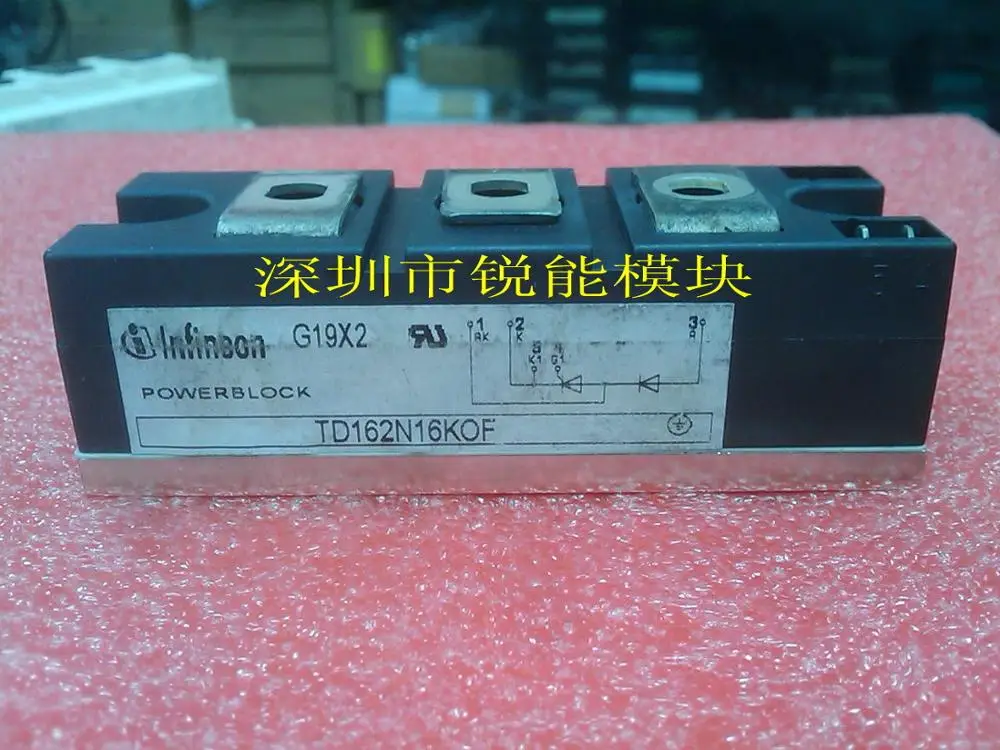 深圳市锐能模块
Infineon G19X2
1 2 3
AK K A
5 4
K1 G1
POWERBLOCK
TD162N16KOF